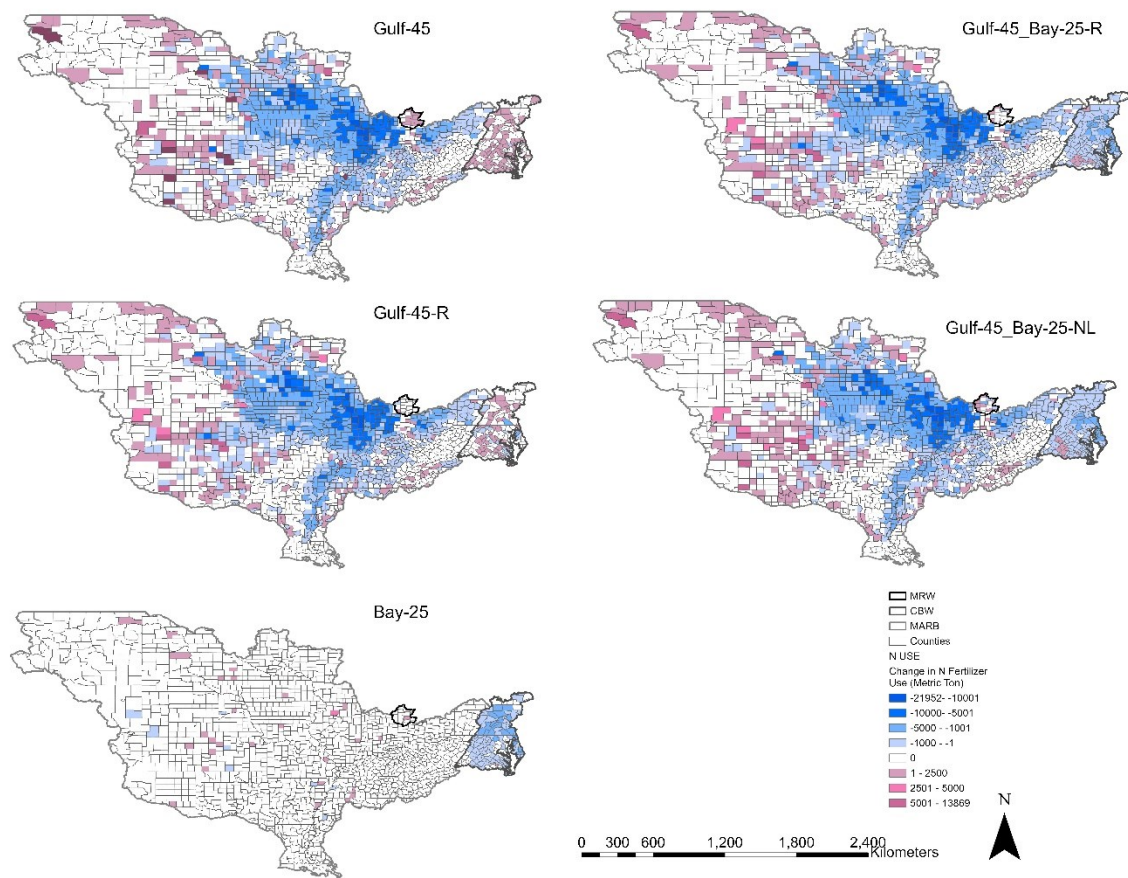 Gulf-45
Gulf-45_Bay-25-R
Gulf-45-R
Gulf-45_Bay-25-NL
Bay-25
MRW
CBW
MARB
Counties
N USE
Change in N Fertilizer
Use (Metric Ton)
-21952- -10001
-10000- -5001
-5000 - -1001
-1000 - -1
0
1 - 2500
2501 - 5000
5001 - 13869
N
0 300 600 1,200 1,800 2,400
Kilometers